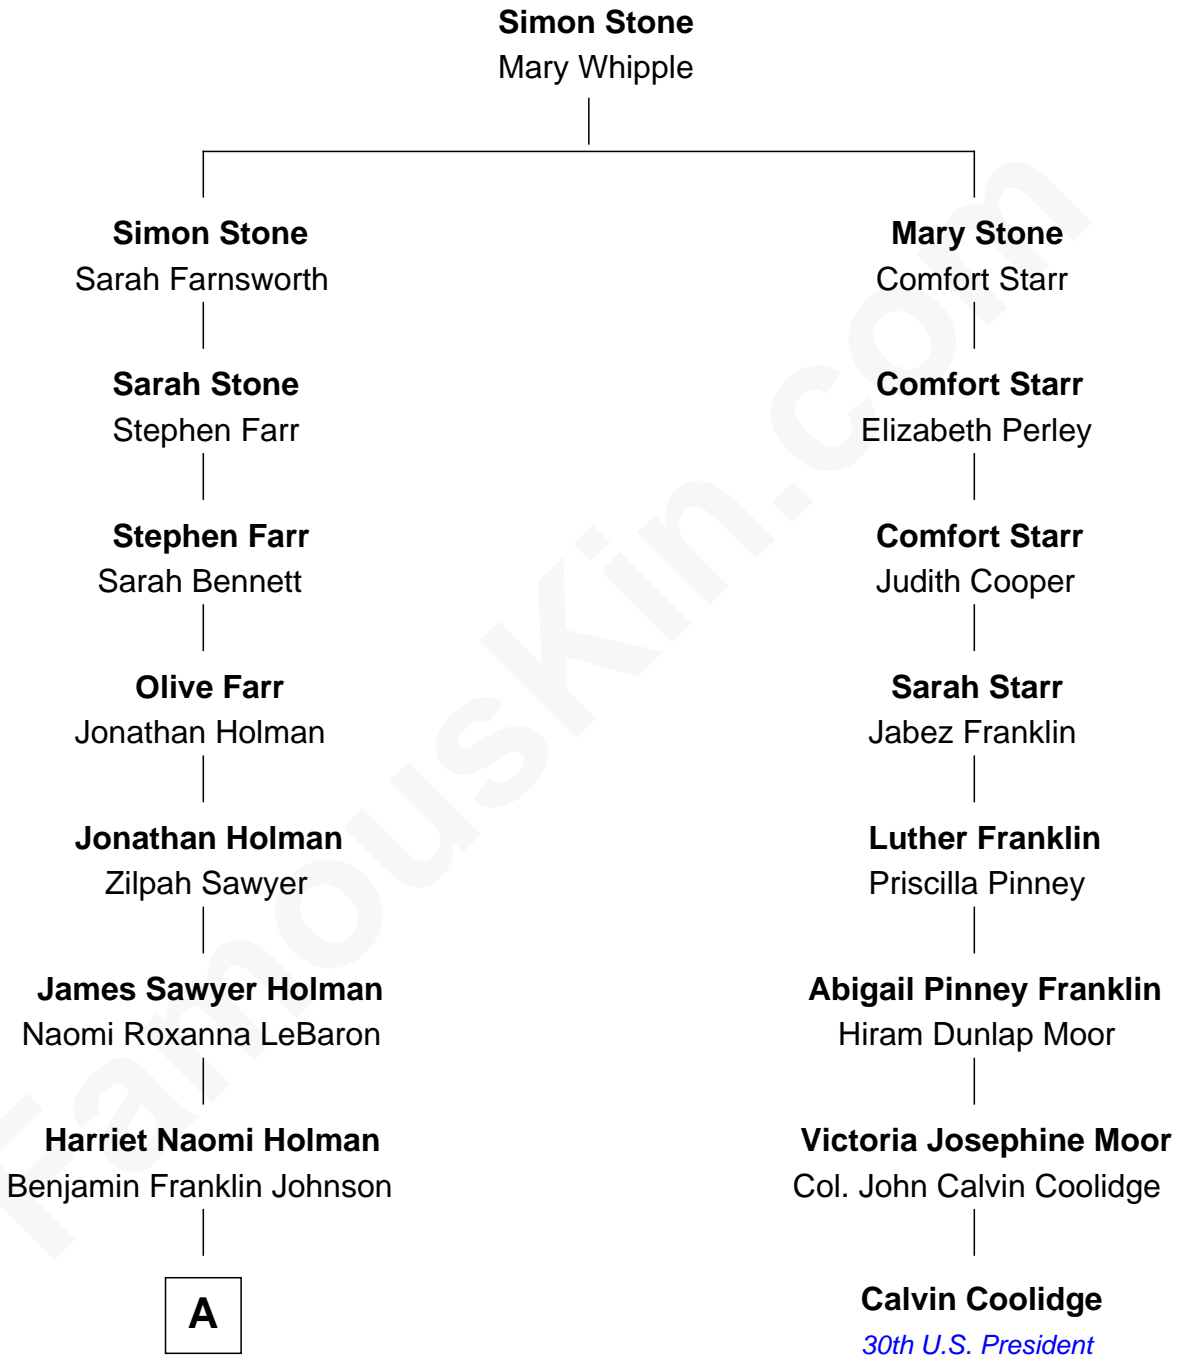 Simon Stone
Mary Whipple
Simon Stone
Sarah Farnsworth
Mary Stone
Comfort Starr
Sarah Stone
Stephen Farr
Comfort Starr
Elizabeth Perley
Stephen Farr
Sarah Bennett
Comfort Starr
Judith Cooper
Olive Farr
Jonathan Holman
Sarah Starr
Jabez Franklin
Jonathan Holman
Zilpah Sawyer
Luther Franklin
Priscilla Pinney
James Sawyer Holman
Naomi Roxanna LeBaron
Abigail Pinney Franklin
Hiram Dunlap Moor
Harriet Naomi Holman
Benjamin Franklin Johnson
Victoria Josephine Moor
Col. John Calvin Coolidge
A
Calvin Coolidge
30th U.S. President
FamousKin.com